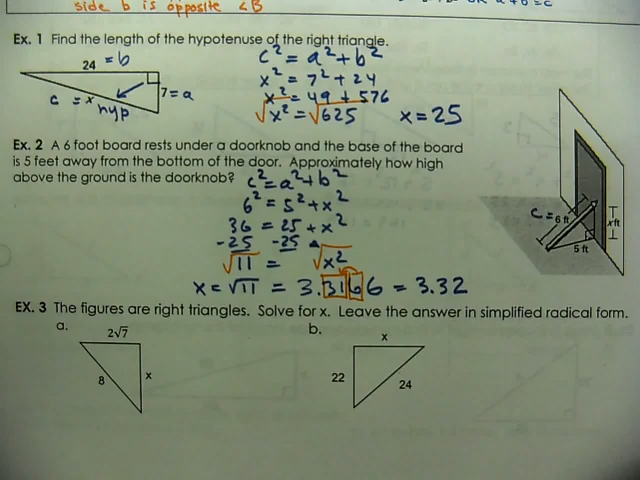 side b is opposite ∠B
a²+b²=c²
Ex. 1 Find the length of the hypotenuse of the right triangle.
24 = b
7 = a
c = x
hyp
c² = a² + b²
x² = 7² + 24
x² = 49 + 576
√x² = √625 x = 25
Ex. 2 A 6 foot board rests under a doorknob and the base of the board
is 5 feet away from the bottom of the door. Approximately how high
above the ground is the doorknob?
c² = a² + b²
6² = 5² + x²
36 = 25 + x²
-25 -25
√11 = √x²
x = √11 = 3.3166 = 3.32
c = 6 ft
x ft
5 ft
EX. 3 The figures are right triangles. Solve for x. Leave the answer in simplified radical form.
a.
2√7
8
x
b.
x
22
24